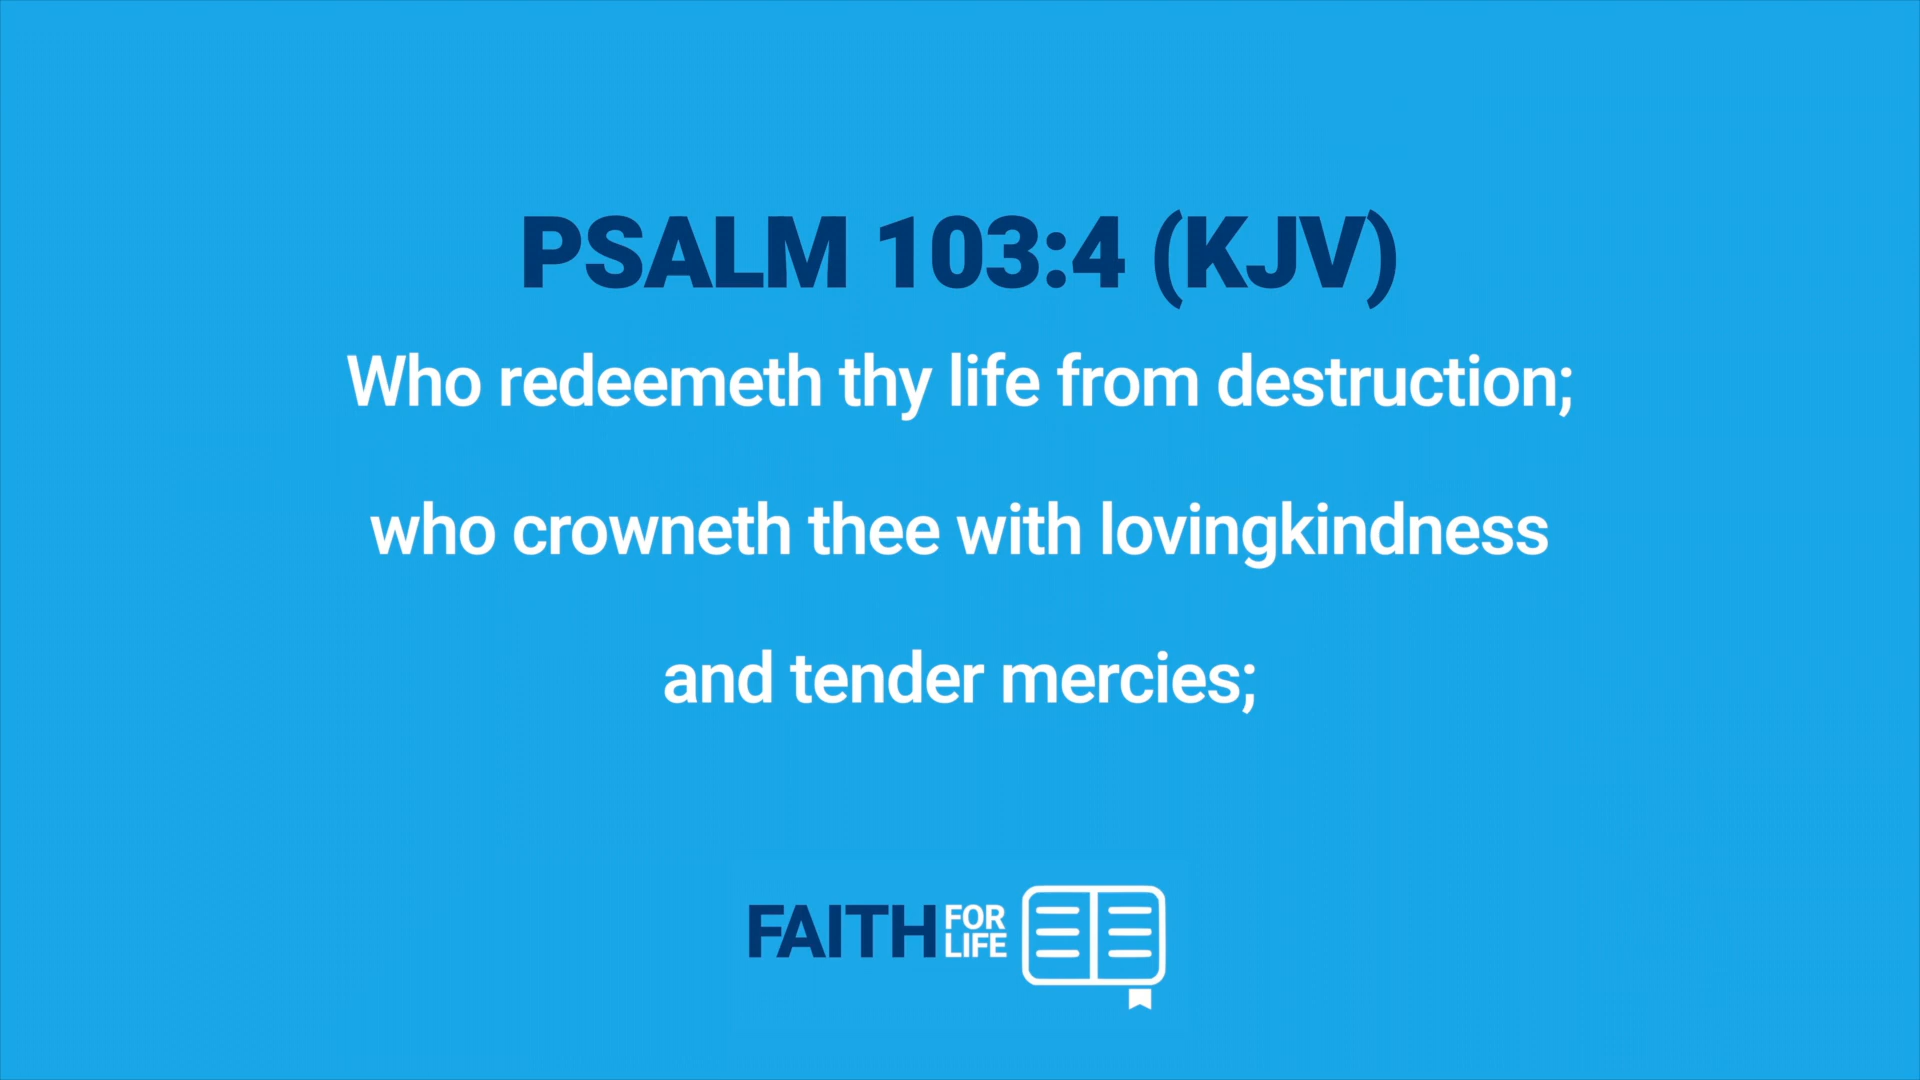 PSALM 103:4 (KJV)
Who redeemeth thy life from destruction;
who crowneth thee with lovingkindness
and tender mercies;
FAITH FOR LIFE